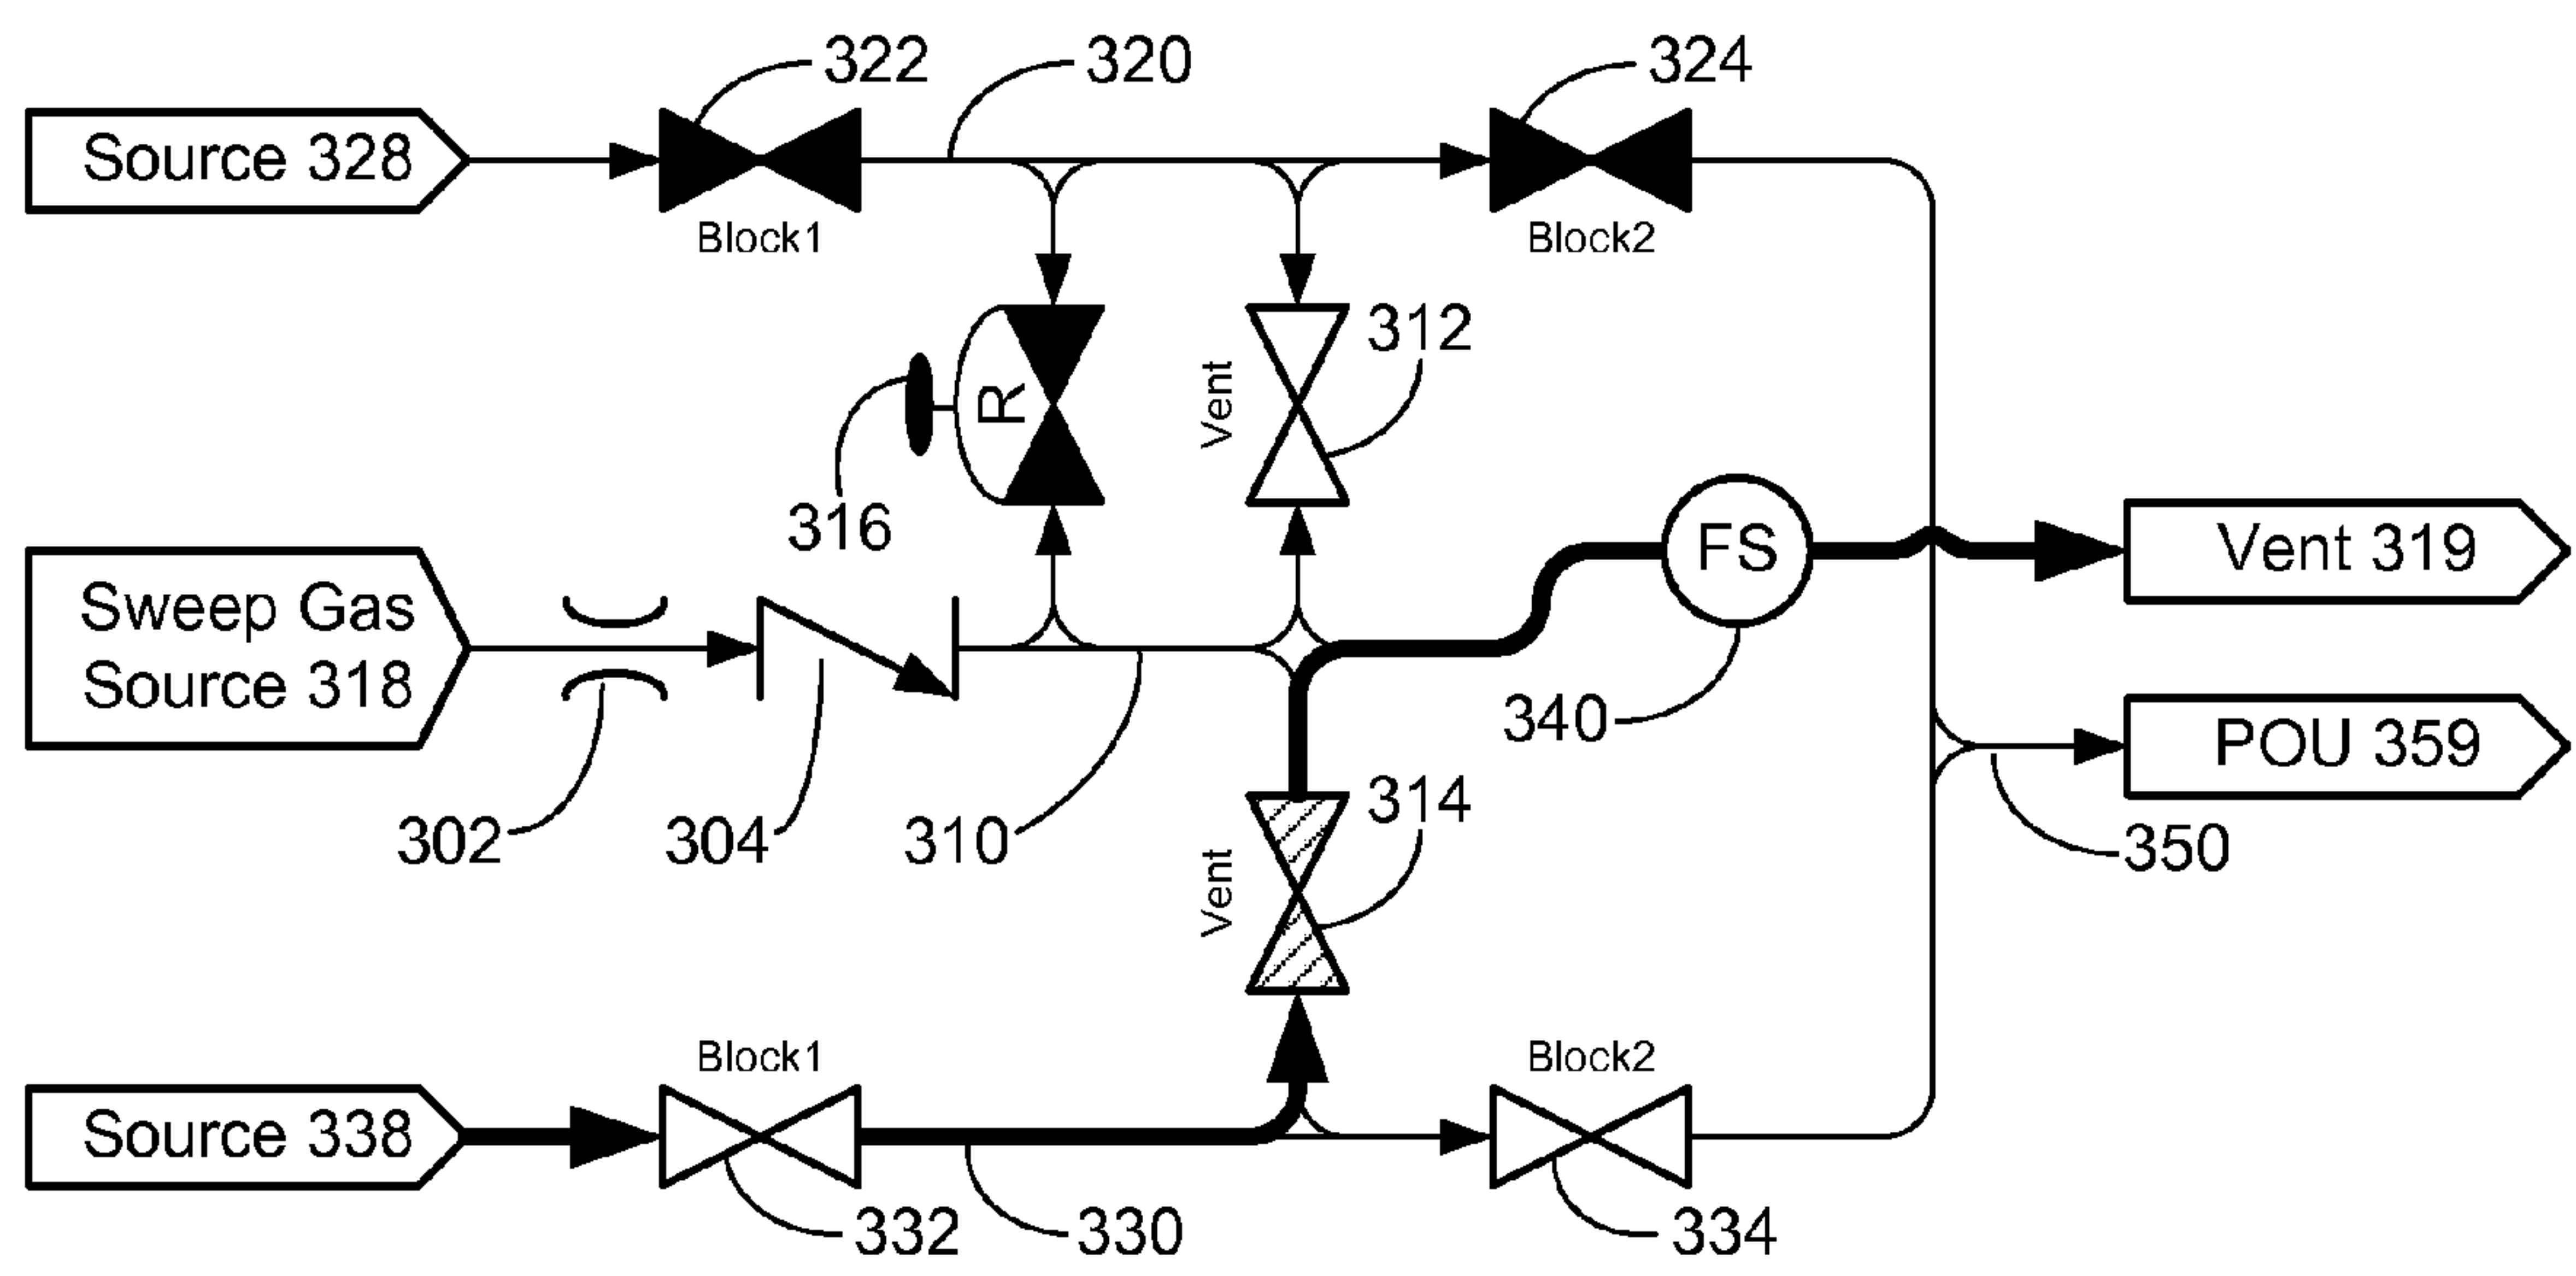 322
320
324
Source 328
Block1
Block2
312
Vent
R
316
FS
Vent 319
Sweep Gas
Source 318
340
POU 359
302
304
310
314
Vent
350
Block1
Block2
Source 338
332
330
334